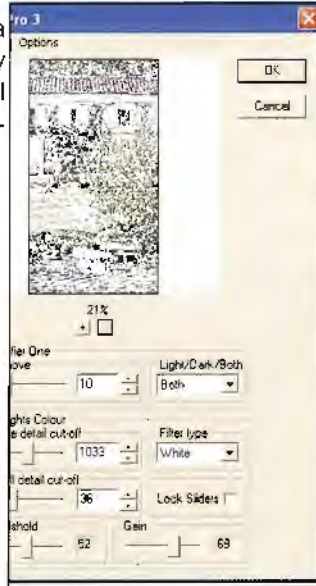 ro 3
Options
OK
Cancel
21%
+
fier One
ove
Light/Dark/Both
10
Both
ghts Colour
e detail cut-off
Filter type
1033
White
ll detail cut-off
36
Lock Sliders
shold
Gain
52
69